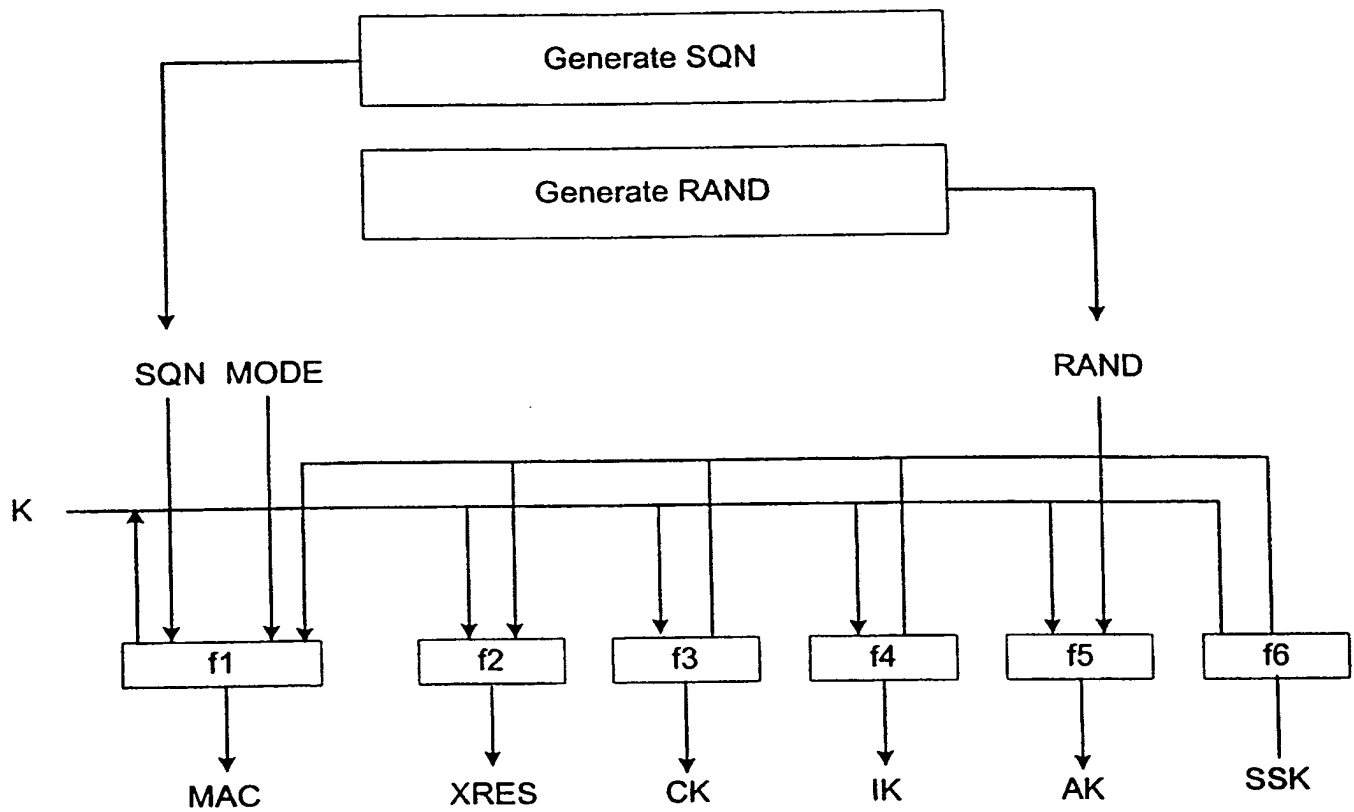 Generate SQN
Generate RAND
SQN MODE
RAND
K
f1
f2
f3
f4
f5
f6
MAC
XRES
CK
IK
AK
SSK